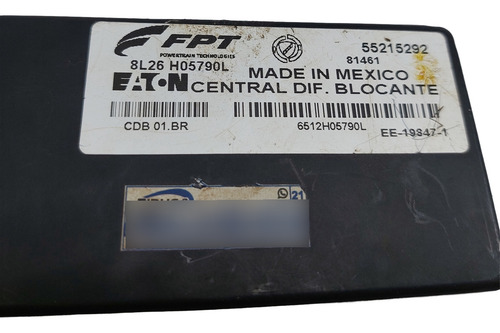 FPT
POWERTRAIN TECHNOLOGIES
55215292
8L26 H05790L
81461
EATON
MADE IN MEXICO
CENTRAL DIF. BLOCANTE
CDB 01.BR
6512H05790L
EE-19847-1
21